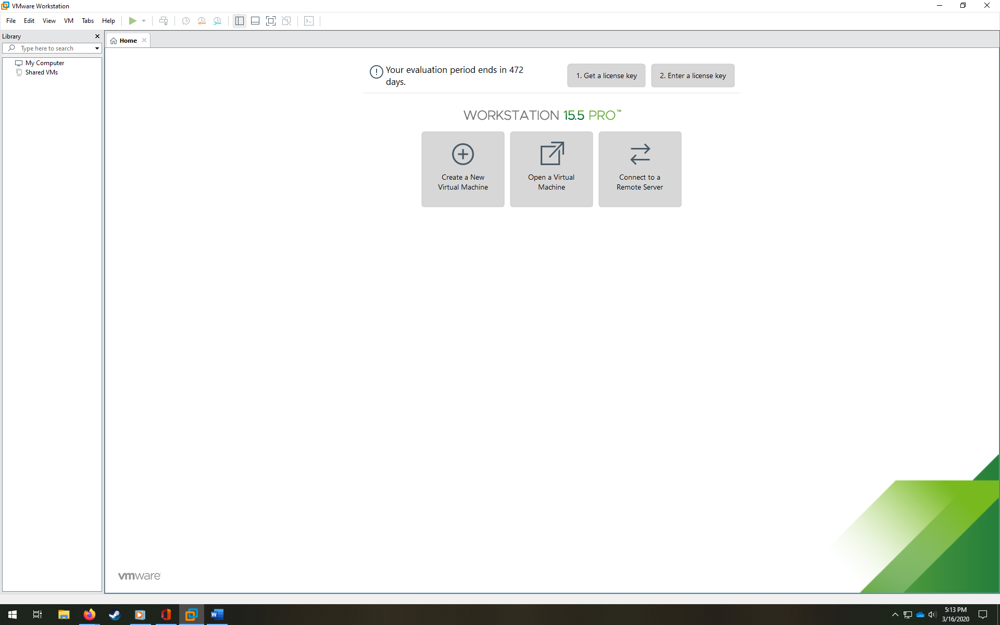 VMware Workstation
File Edit View VM Tabs Help
Library
Type here to search
My Computer
Shared VMs
Home
Your evaluation period ends in 472
days.
1. Get a license key
2. Enter a license key
WORKSTATION 15.5 PRO™
Create a New
Virtual Machine
Open a Virtual
Machine
Connect to a
Remote Server
vmware
5:13 PM
3/16/2020